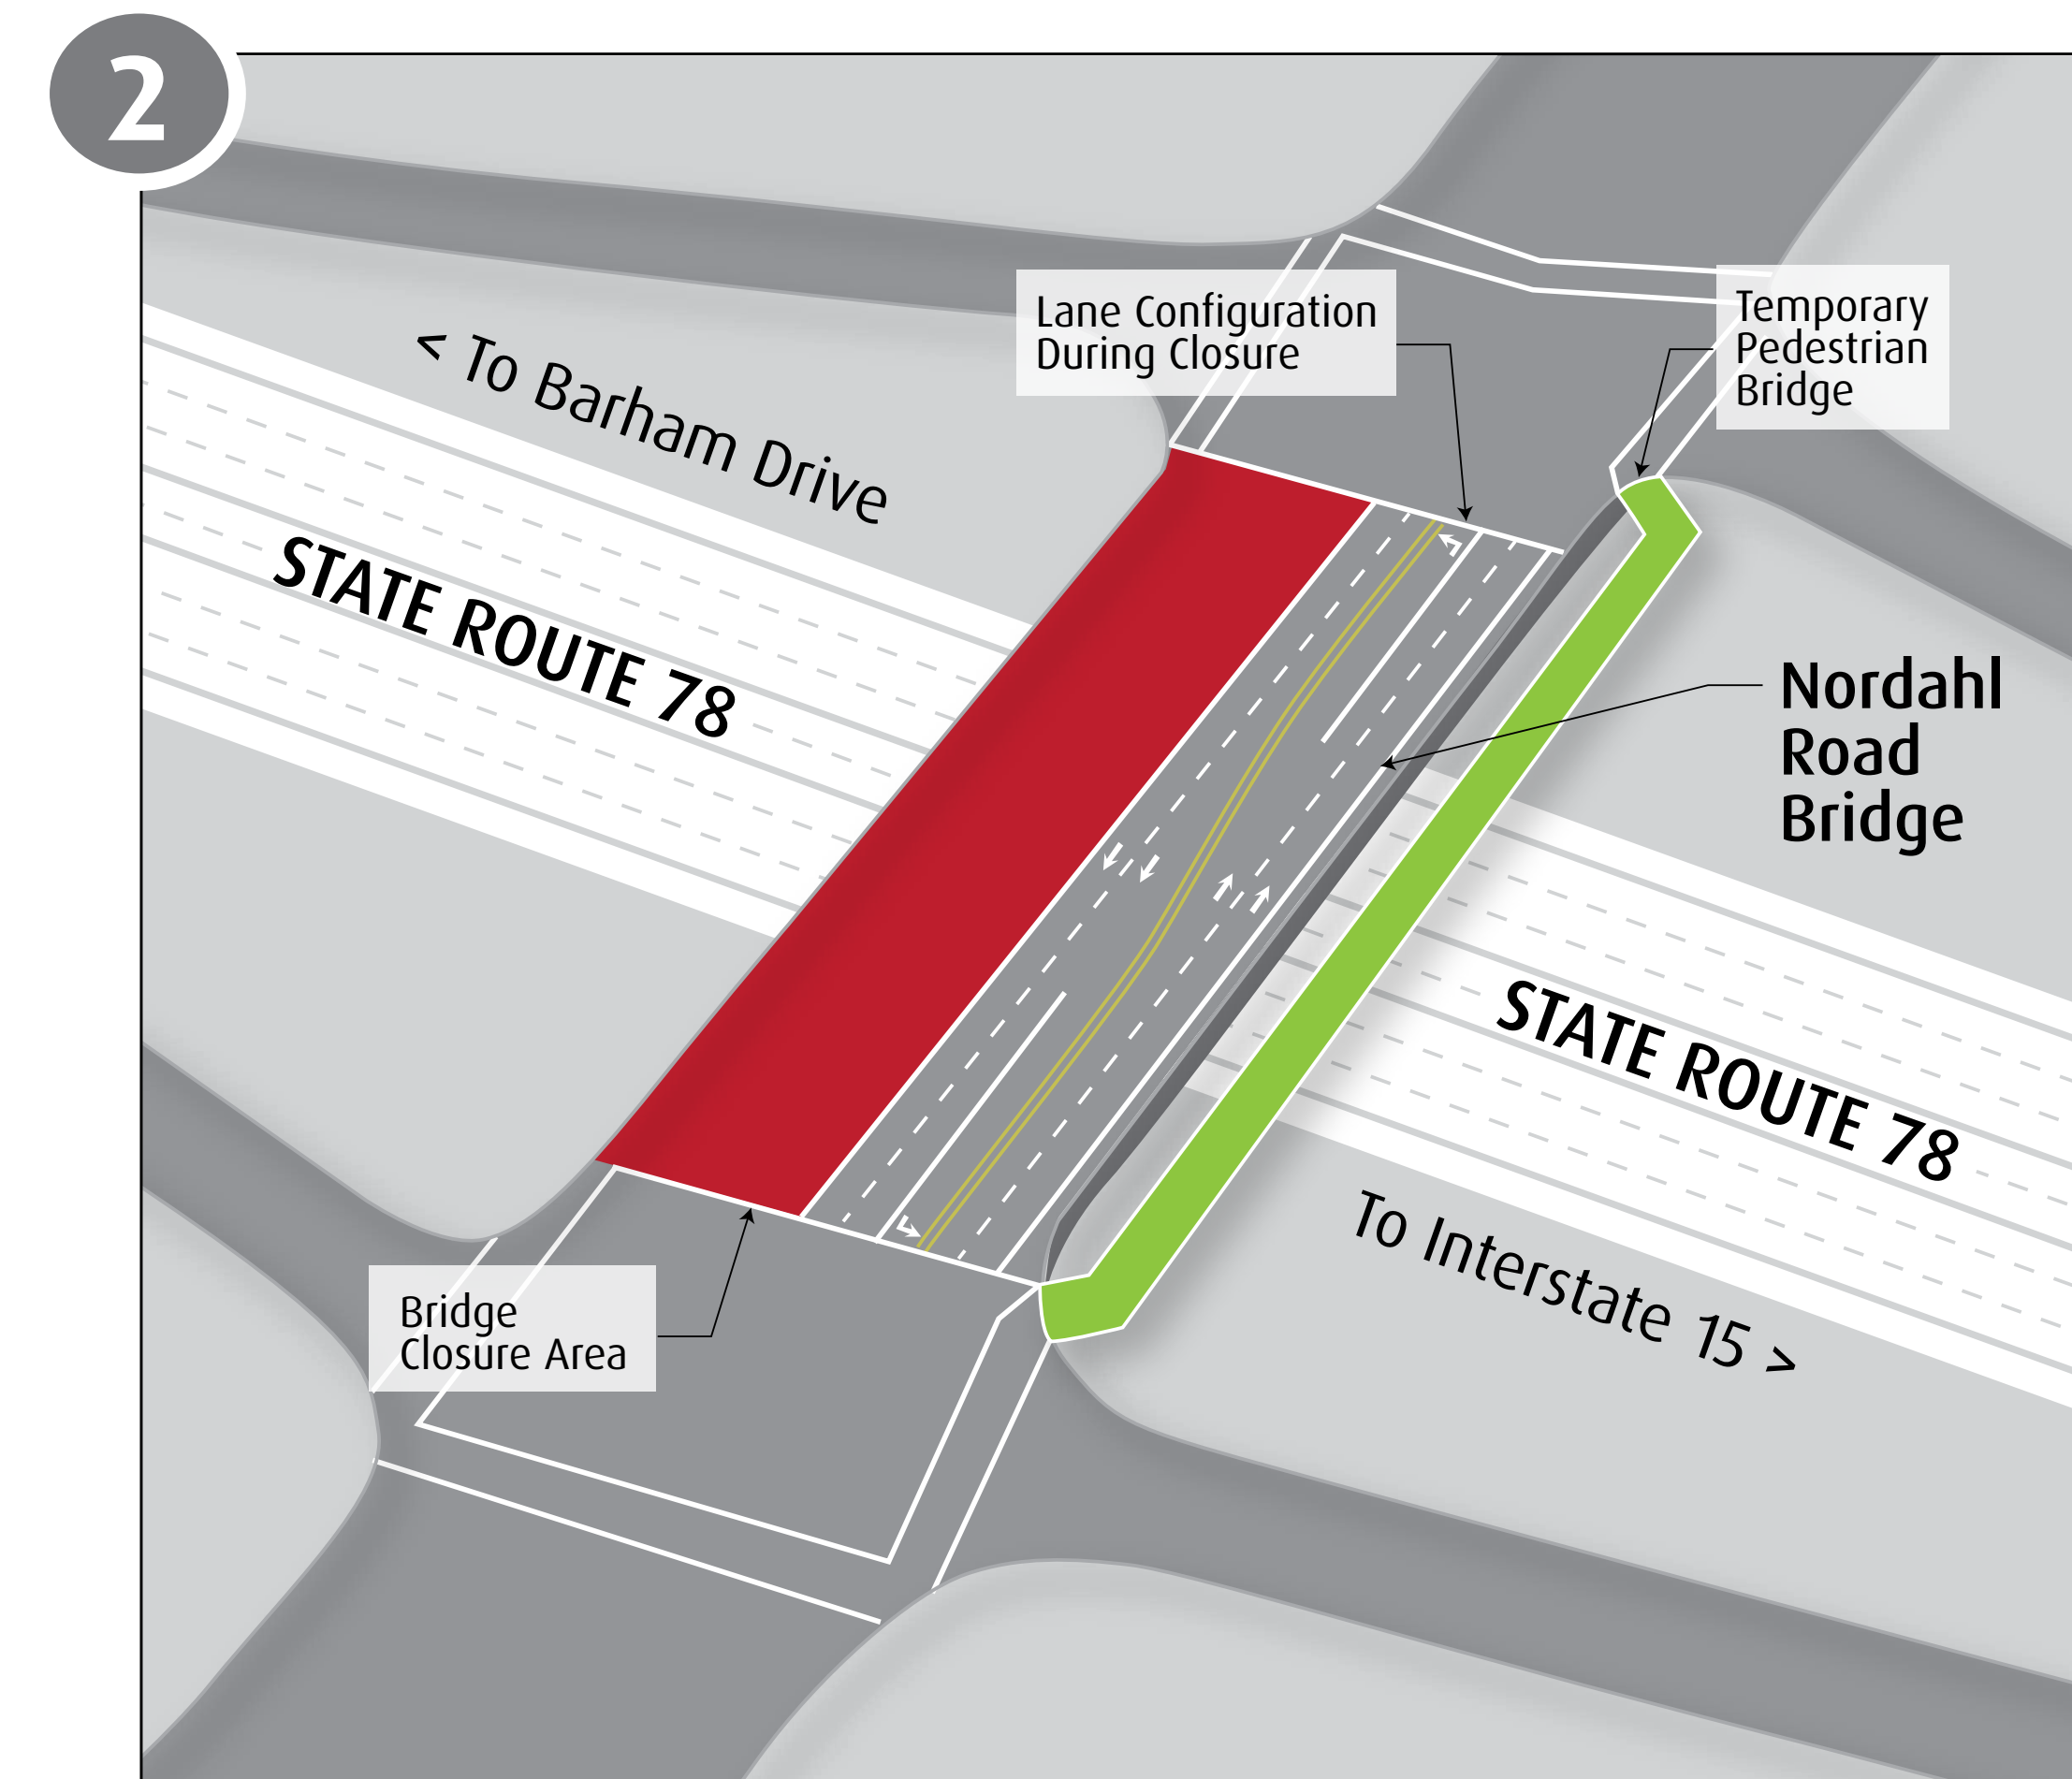 2
Lane Configuration
During Closure
Temporary
Pedestrian
Bridge
< To Barham Drive
STATE ROUTE 78
Nordahl
Road
Bridge
STATE ROUTE 78
To Interstate 15 >
Bridge
Closure Area